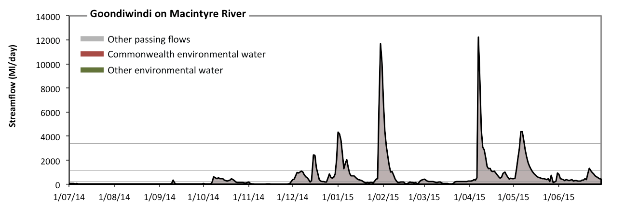 Goondiwindi on Macintyre River
Streamflow (Ml/day)
14000
12000
10000
8000
6000
4000
2000
0
Other passing flows
Commonwealth environmental water
Other environmental water
1/07/14 1/08/14 1/09/14 1/10/14 1/11/14 1/12/14 1/01/15 1/02/15 1/03/15 1/04/15 1/05/15 1/06/15